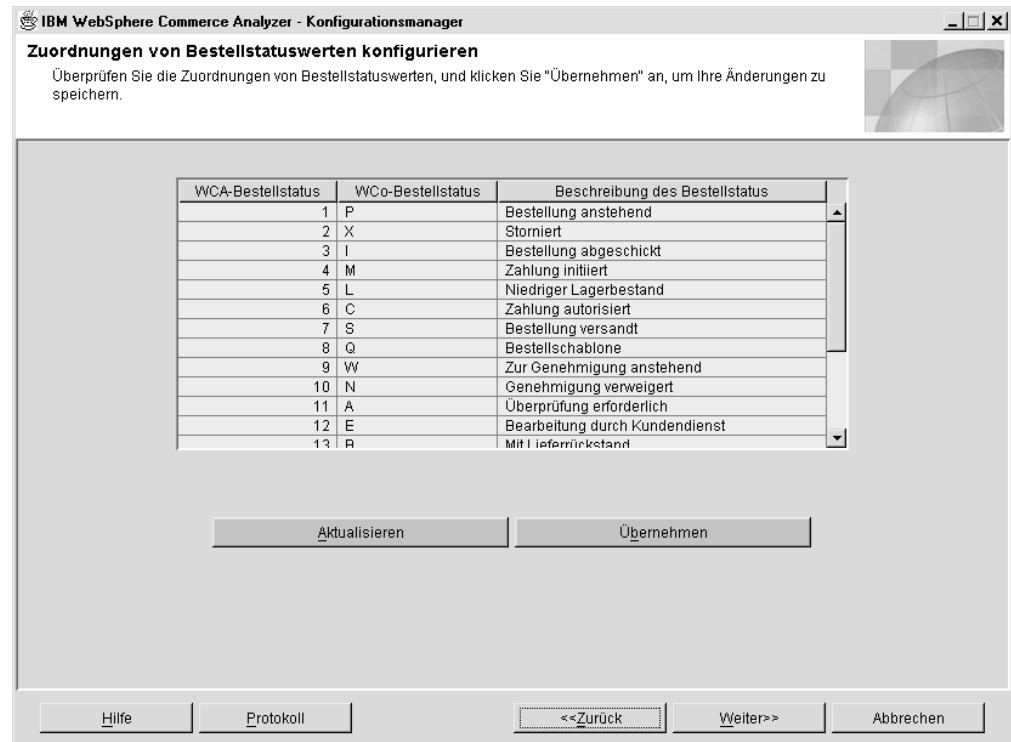 IBM WebSphere Commerce Analyzer - Konfigurationsmanager
Zuordnungen von Bestellstatuswerten konfigurieren
Überprüfen Sie die Zuordnungen von Bestellstatuswerten, und klicken Sie "Übernehmen" an, um Ihre Änderungen zu
speichern.
WCA-Bestellstatus WCo-Bestellstatus Beschreibung des Bestellstatus
1 P Bestellung anstehend
2 X Storniert
3 I Bestellung abgeschickt
4 M Zahlung initiiert
5 L Niedriger Lagerbestand
6 C Zahlung autorisiert
7 S Bestellung versandt
8 Q Bestellschablone
9 W Zur Genehmigung anstehend
10 N Genehmigung verweigert
11 A Überprüfung erforderlich
12 E Bearbeitung durch Kundendienst
13 B Mit Lieferrückstand
Aktualisieren Übernehmen
Hilfe Protokoll <<Zurück Weiter>> Abbrechen